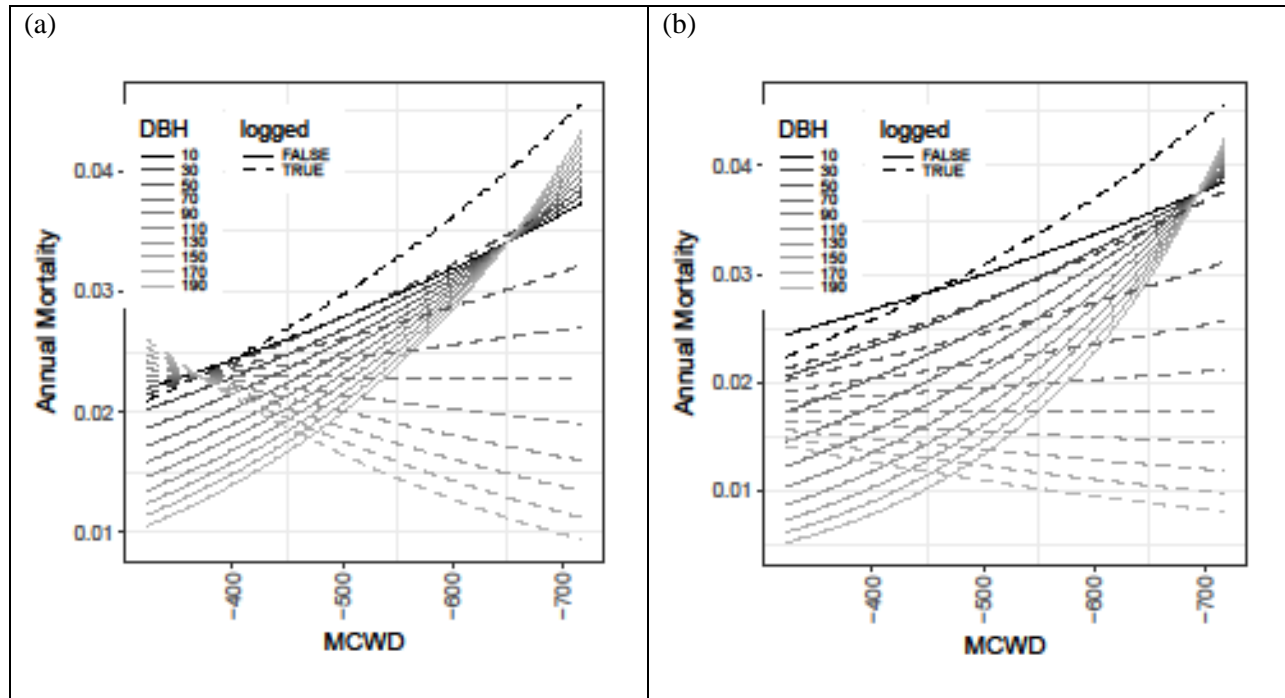 (a)
DBH logged
10 FALSE
30 TRUE
50
70
90
110
130
150
170
190
0.04
0.03
0.02
0.01
Annual Mortality
-400 -500 -600 -700
MCWD
(b)
DBH logged
10 FALSE
30 TRUE
50
70
90
110
130
150
170
190
0.04
0.03
0.02
0.01
Annual Mortality
-400 -500 -600 -700
MCWD